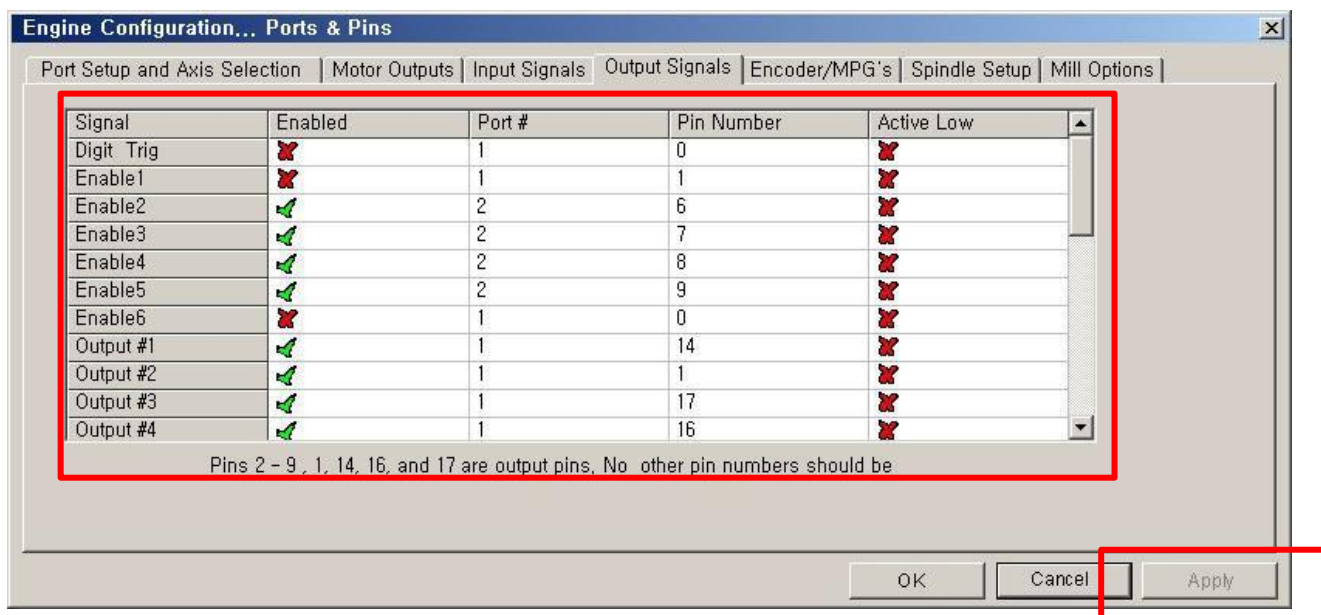 Engine Configuration... Ports & Pins
Port Setup and Axis Selection Motor Outputs Input Signals Output Signals Encoder/MPG's Spindle Setup Mill Options
Signal Enabled Port # Pin Number Active Low
Digit Trig 1 0
Enable1 1 1
Enable2 2 6
Enable3 2 7
Enable4 2 8
Enable5 2 9
Enable6 1 0
Output #1 1 14
Output #2 1 1
Output #3 1 17
Output #4 1 16
Pins 2 - 9 , 1, 14, 16, and 17 are output pins, No other pin numbers should be
OK Cancel Apply